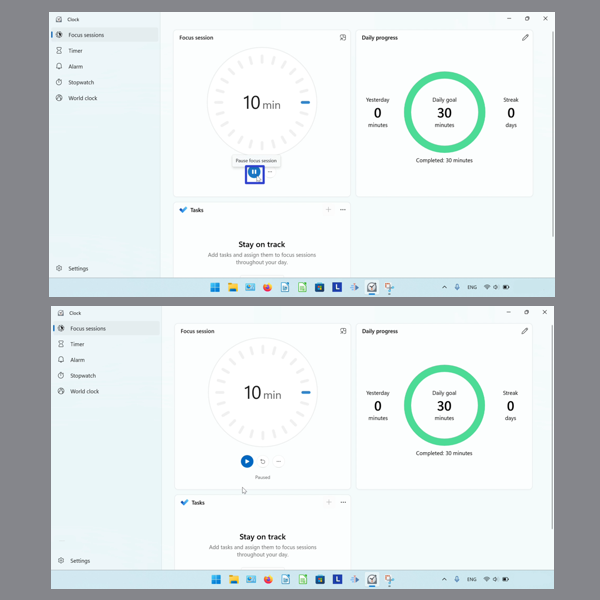 Clock
Focus sessions
Timer
Alarm
Stopwatch
World clock
Settings
Focus session
10 min
Pause focus session
Daily progress
Yesterday
0
minutes
Daily goal
30
minutes
Streak
0
days
Completed: 30 minutes
Tasks
Stay on track
Add tasks and assign them to focus sessions
throughout your day.
L
ENG
Clock
Focus sessions
Timer
Alarm
Stopwatch
World clock
Settings
Focus session
10 min
Paused
Daily progress
Yesterday
0
minutes
Daily goal
30
minutes
Streak
0
days
Completed: 30 minutes
Tasks
Stay on track
Add tasks and assign them to focus sessions
throughout your day.
L
ENG